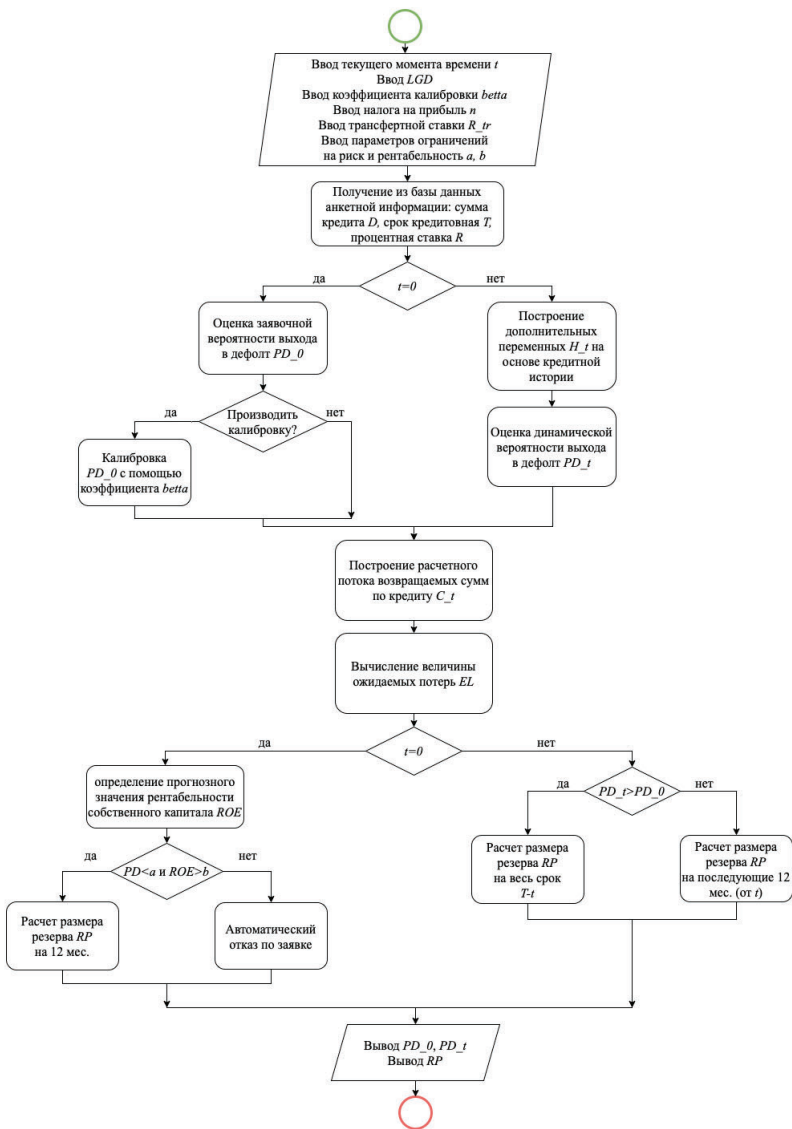 Ввод текущего момента времени t
Ввод LGD
Ввод коэффициента калибровки betta
Ввод налога на прибыль n
Ввод трансфертной ставки R_tr
Ввод параметров ограничений
на риск и рентабельность a, b
Получение из базы данных
анкетной информации: сумма
кредита D, срок кредитовная T,
процентная ставка R
да
t=0
нет
Оценка заявочной
вероятности выхода
в дефолт PD_0
Построение
дополнительных
переменных H_t на
основе кредитной
истории
да
Производить
калибровку?
нет
Калибровка
PD_0 с помощью
коэффициента betta
Оценка динамической
вероятности выхода
в дефолт PD_t
Построение расчетного
потока возвращаемых сумм
по кредиту C_t
Вычисление величины
ожидаемых потерь EL
да
t=0
нет
определение прогнозного
значения рентабельности
собственного капитала ROE
да
PD_t>PD_0
нет
да
PD<a и ROE>b
нет
Расчет размера
резерва RP
на весь срок
T-t
Расчет размера
резерва RP
на последующие 12
мес. (от t)
Расчет размера
резерва RP
на 12 мес.
Автоматический
отказ по заявке
Вывод PD_0, PD_t
Вывод RP